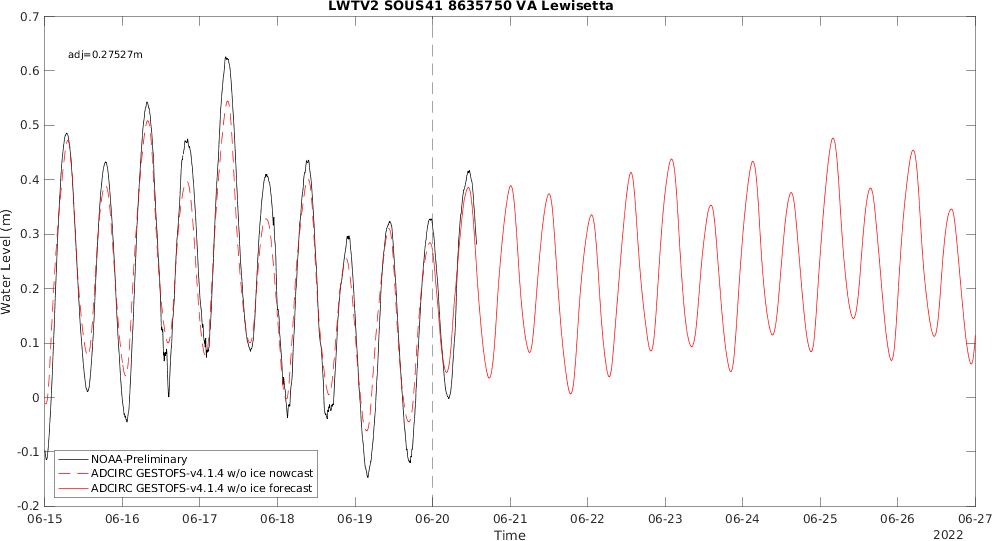 LWTV2 SOUS41 8635750 VA Lewisetta
adj=0.27527m
Water Level (m)
0.7
0.6
0.5
0.4
0.3
0.2
0.1
0
-0.1
-0.2
NOAA-Preliminary
ADCIRC GESTOFS-v4.1.4 w/o ice nowcast
ADCIRC GESTOFS-v4.1.4 w/o ice forecast
06-15 06-16 06-17 06-18 06-19 06-20 06-21 06-22 06-23 06-24 06-25 06-26 06-27
Time
2022